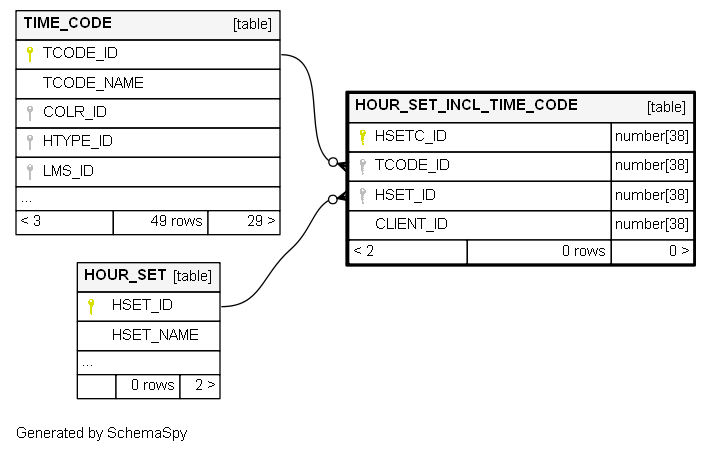 TIME_CODE [table]
TCODE_ID
TCODE_NAME
COLR_ID
HTYPE_ID
LMS_ID
...
< 3 49 rows 29 >
HOUR_SET_INCL_TIME_CODE [table]
HSETC_ID number[38]
TCODE_ID number[38]
HSET_ID number[38]
CLIENT_ID number[38]
< 2 0 rows 0 >
HOUR_SET [table]
HSET_ID
HSET_NAME
...
0 rows 2 >
Generated by SchemaSpy